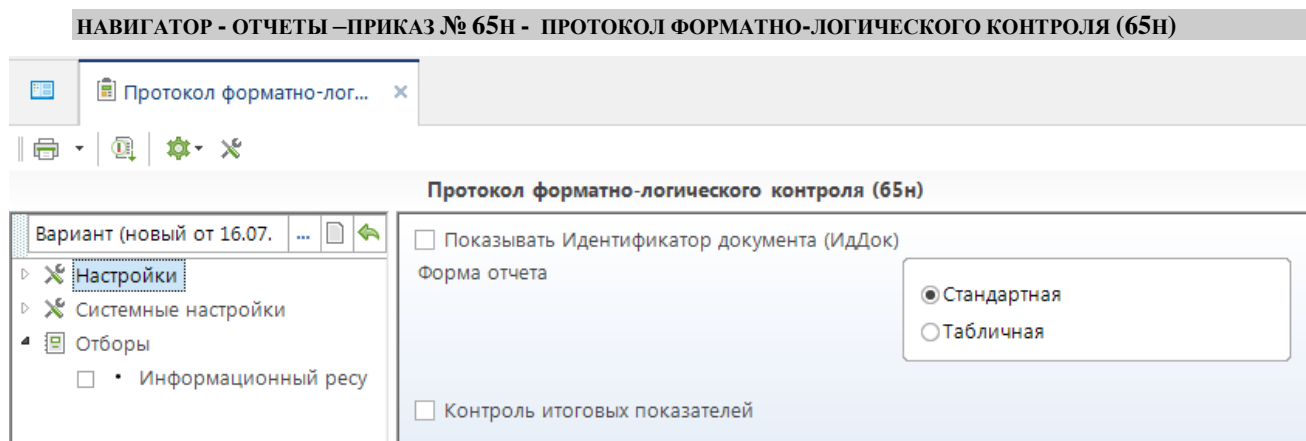 НАВИГАТОР - ОТЧЕТЫ –ПРИКАЗ № 65Н - ПРОТОКОЛ ФОРМАТНО-ЛОГИЧЕСКОГО КОНТРОЛЯ (65Н)
Протокол форматно-лог...
Протокол форматно-логического контроля (65н)
Вариант (новый от 16.07. ...
Настройки
Системные настройки
Отборы
Информационный ресу
Показывать Идентификатор документа (ИдДок)
Форма отчета
Стандартная
Табличная
Контроль итоговых показателей